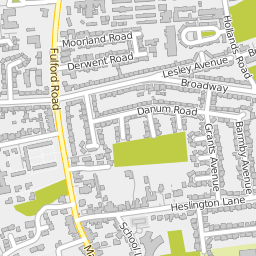 Moorland Road
Derwent Road
Fulford Road
Lesley Avenue
Hollands Road
Broadway
Danum Road
Grants Avenue
Barmby Avenue
Heslington Lane
School L
Ma